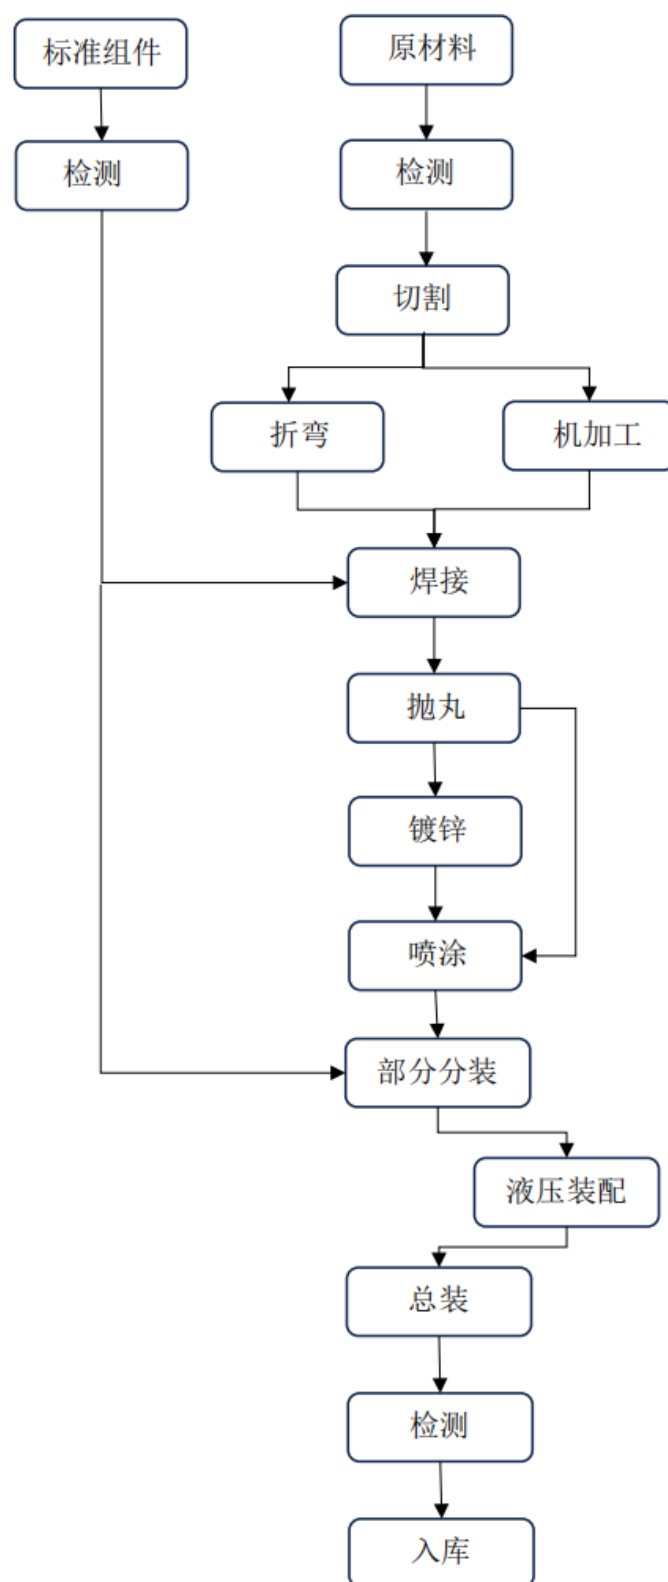 标准组件
原材料
检测
检测
切割
折弯
机加工
焊接
抛丸
镀锌
喷涂
部分分装
液压装配
总装
检测
入库